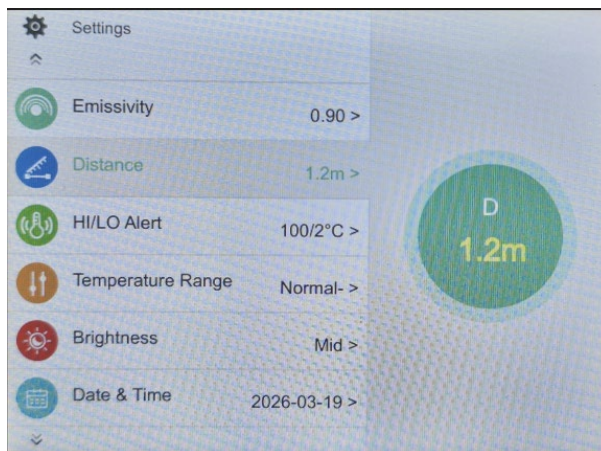 Settings
Emissivity 0.90 >
Distance 1.2m >
HI/LO Alert 100/2°C >
Temperature Range Normal- >
Brightness Mid >
Date & Time 2026-03-19 >
D
1.2m